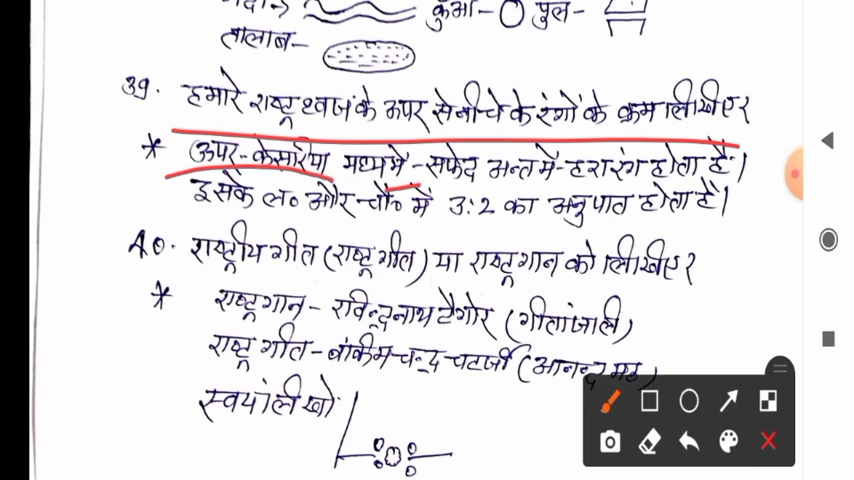 नदी-> कुआँ- पुल-
तालाब-
39. हमारे राष्ट्र ध्वज के ऊपर से नीचे के रंगों के क्रम लिखिए?
* ऊपर-केसरिया मध्य में-सफेद अन्त में-हरा रंग होता है।
इसके ल० और चौ० में 3:2 का अनुपात होता है।
40. राष्ट्रीय गीत (राष्ट्र गीत) या राष्ट्रगान को लिखिए?
* राष्ट्रगान - रविन्द्रनाथ टैगोर (गीतांजली)
राष्ट्र गीत - बंकिम चन्द्र चटर्जी (आनन्द मठ)
स्वयं लिखो